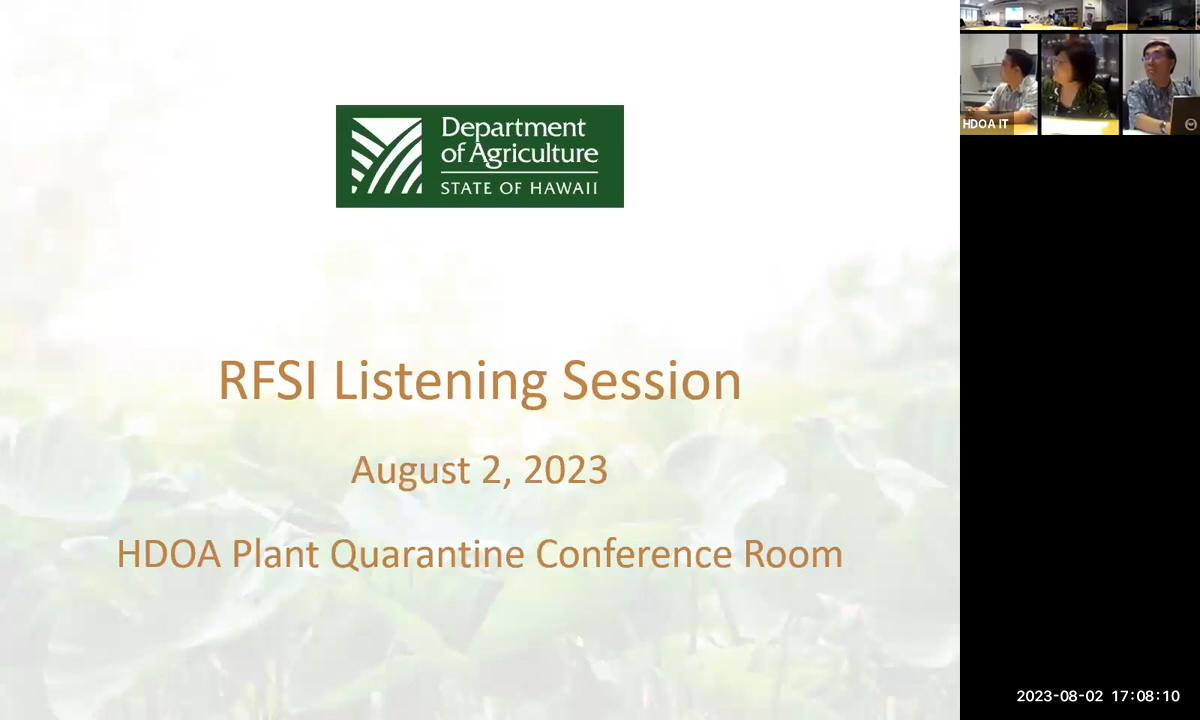 Department
of Agriculture
STATE OF HAWAII
RFSI Listening Session
August 2, 2023
HDOA Plant Quarantine Conference Room
HDOA IT
2023-08-02 17:08:10